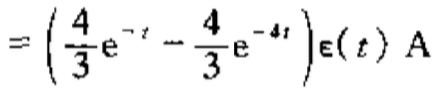 = ( 4/3 e^{-t} − 4/3 e^{-4t} ) ε(t) A